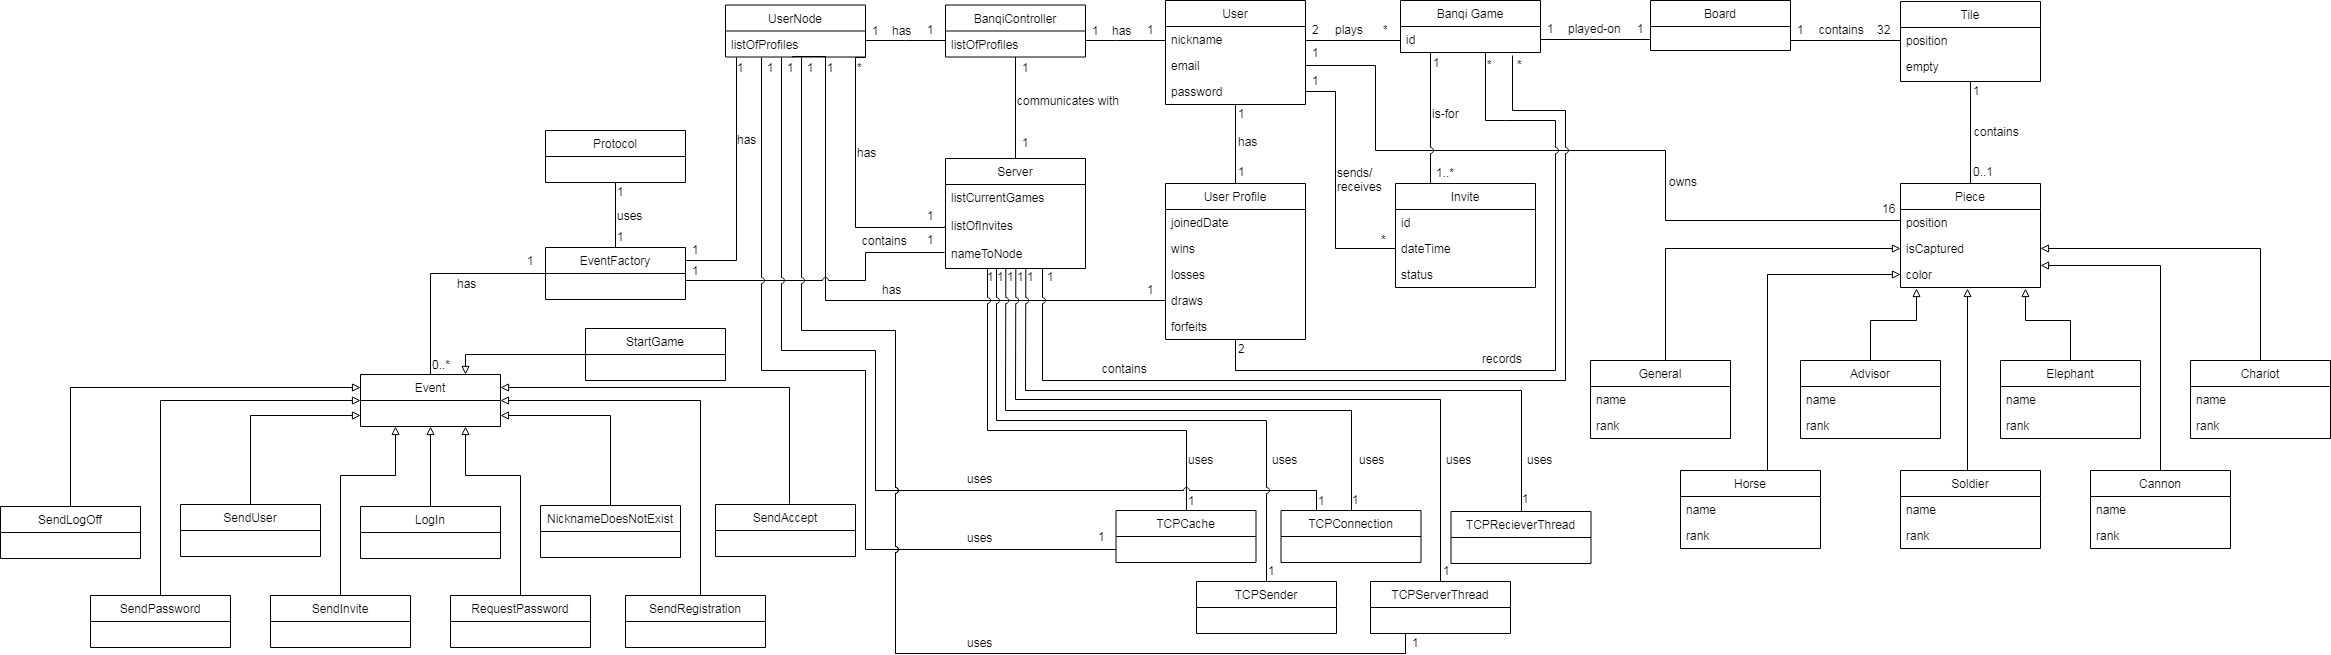 UserNode
listOfProfiles
1 has 1
BanqiController
listOfProfiles
1 has 1
User
nickname
email
password
2 plays *
1
1
Banqi Game
id
1 played-on 1
Board
1 contains 32
Tile
position
empty
1
1
1
1
1
*
1
1
*
*
1
communicates with
1
1
has
1
is-for
1..*
1
contains
0..1
has
has
sends/
receives
*
owns
16
Protocol
1
uses
1
EventFactory
1
1
1
has
Server
listCurrentGames
listOfInvites
nameToNode
1
contains 1
1
1
1
1
1
1
User Profile
joinedDate
wins
losses
draws
forfeits
has 1
2
records
contains
Invite
id
dateTime
status
Piece
position
isCaptured
color
StartGame
0..*
Event
General
name
rank
Advisor
name
rank
Elephant
name
rank
Chariot
name
rank
Horse
name
rank
Soldier
name
rank
Cannon
name
rank
SendLogOff
SendUser
LogIn
NicknameDoesNotExist
SendAccept
SendPassword
SendInvite
RequestPassword
SendRegistration
uses
uses
uses
uses
uses
uses
1
1
1
1
TCPCache
TCPConnection
TCPRecieverThread
uses 1
1
1
TCPSender
TCPServerThread
uses
1